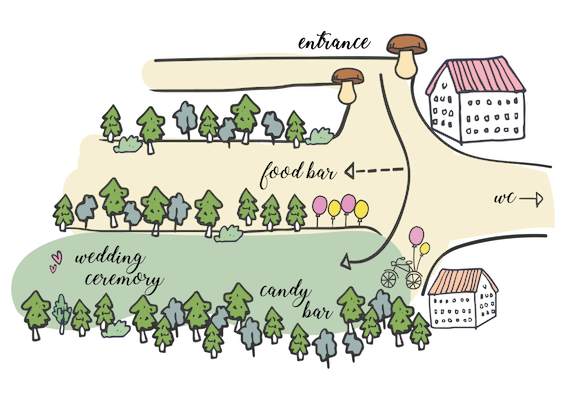 entrance
food bar
wc
wedding
ceremony
candy
bar